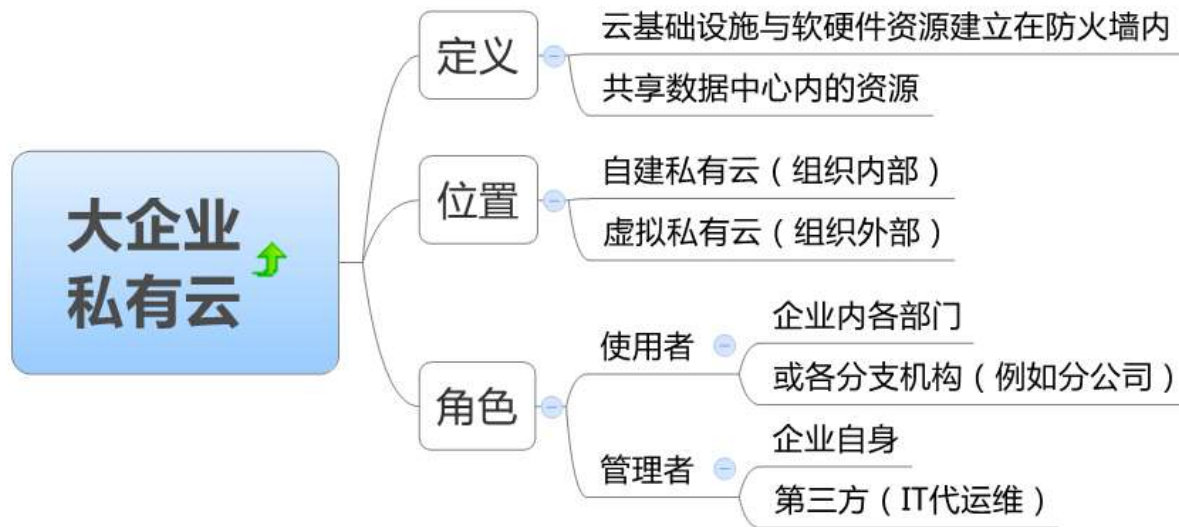 大企业
私有云
定义
云基础设施与软硬件资源建立在防火墙内
共享数据中心内的资源
位置
自建私有云（组织内部）
虚拟私有云（组织外部）
角色
使用者
企业内各部门
或各分支机构（例如分公司）
管理者
企业自身
第三方（IT代运维）